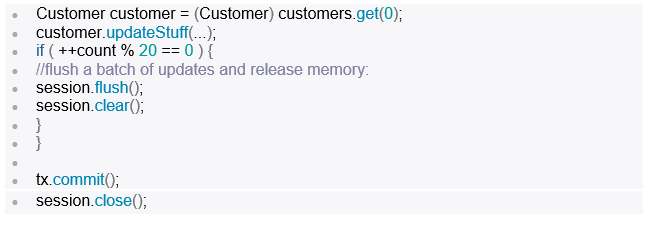 Customer customer = (Customer) customers.get(0);
customer.updateStuff(...);
if ( ++count % 20 == 0 ) {
//flush a batch of updates and release memory:
session.flush();
session.clear();
}
}
tx.commit();
session.close();